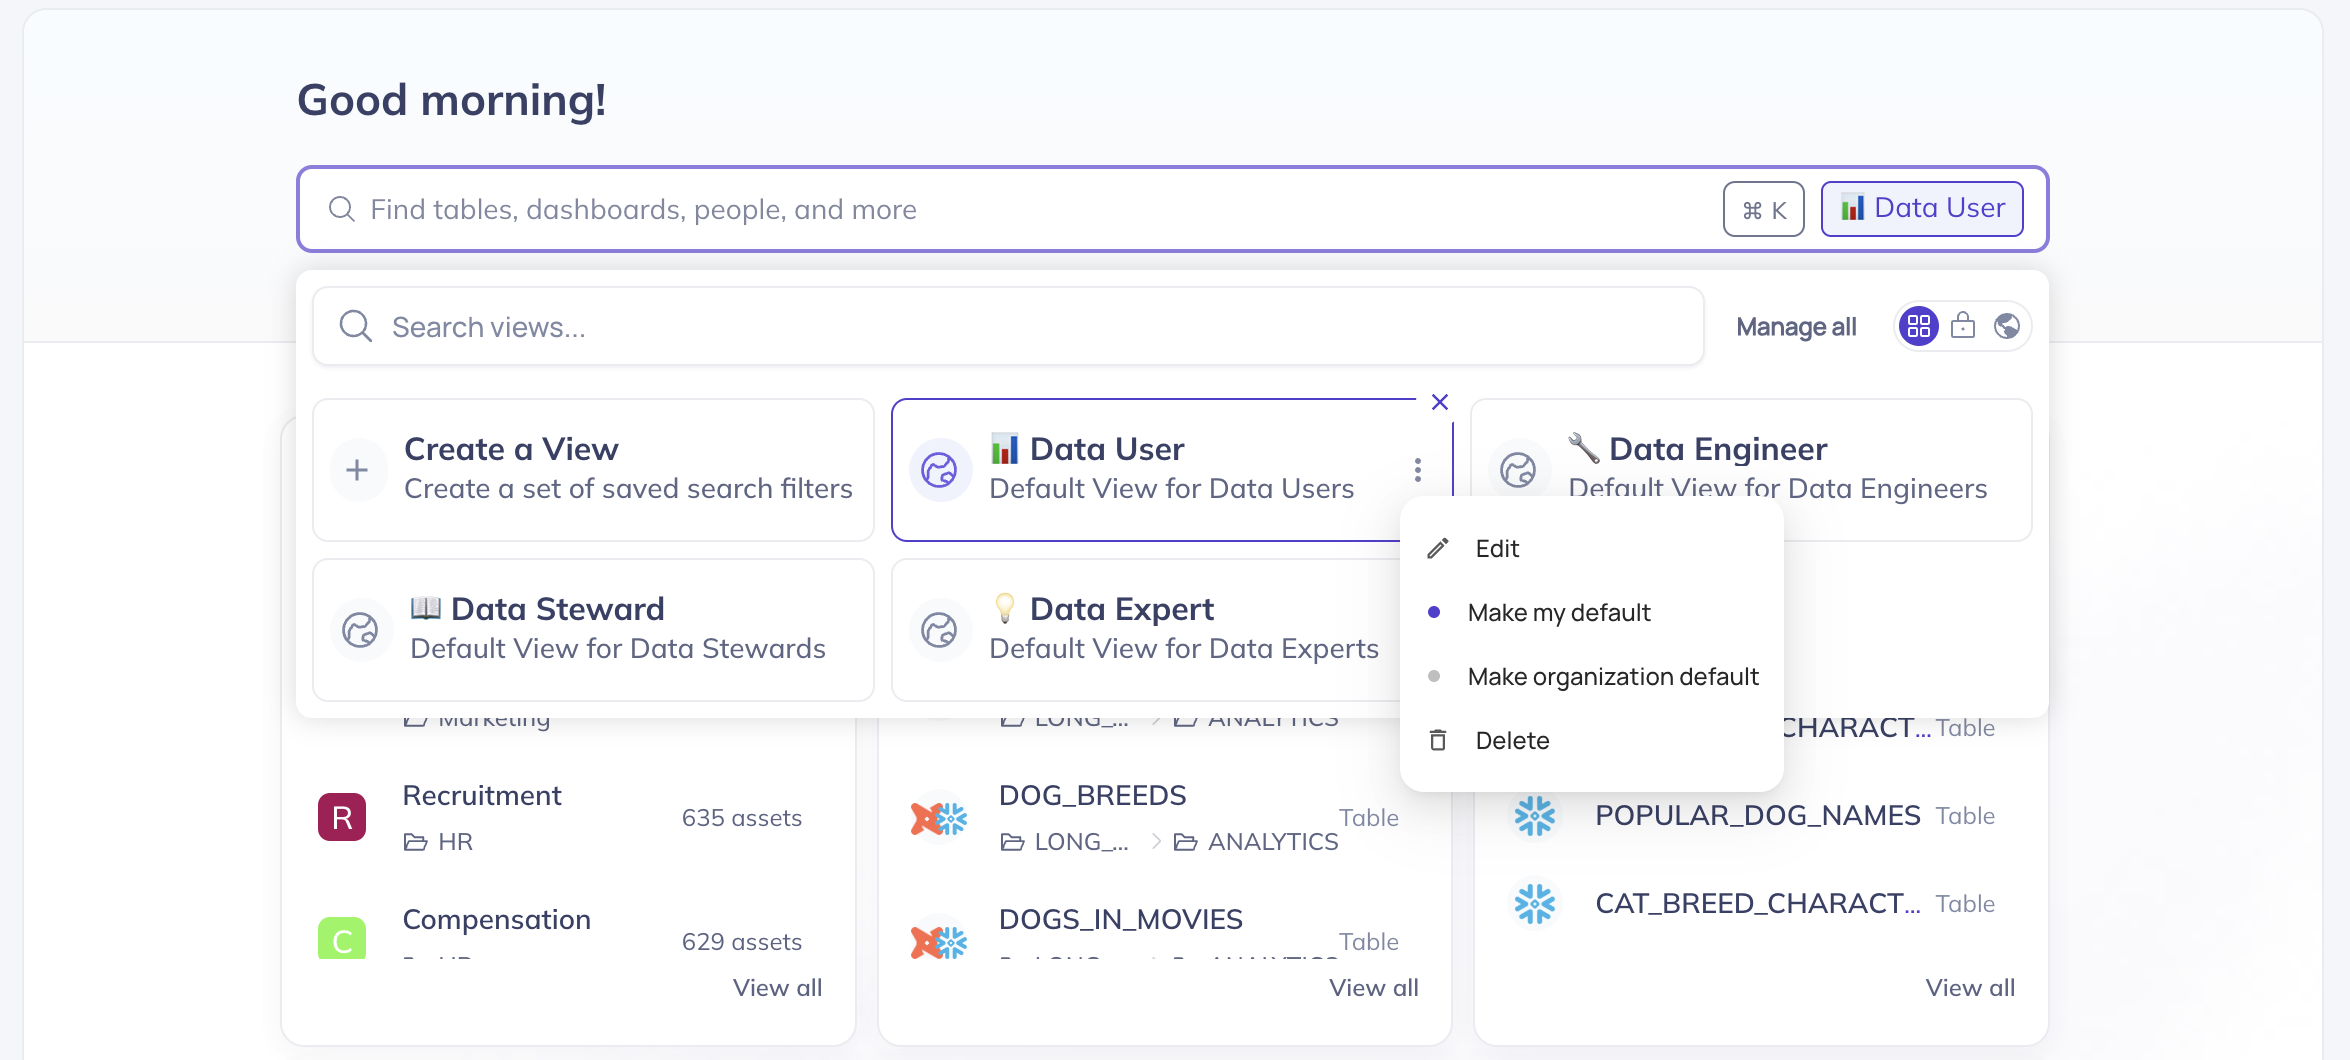 Good morning!
Find tables, dashboards, people, and more
⌘ K
📊 Data User
Search views...
Manage all
Create a View
Create a set of saved search filters
📊 Data User
Default View for Data Users
🔧 Data Engineer
Default View for Data Engineers
Edit
Make my default
Make organization default
Delete
📖 Data Steward
Default View for Data Stewards
💡 Data Expert
Default View for Data Experts
Marketing
LONG_... > ANALYTICS
CHARACT... Table
R
Recruitment
HR
635 assets
DOG_BREEDS
LONG_... > ANALYTICS
Table
POPULAR_DOG_NAMES Table
C
Compensation
HR
629 assets
View all
DOGS_IN_MOVIES
Table
View all
CAT_BREED_CHARACT... Table
View all